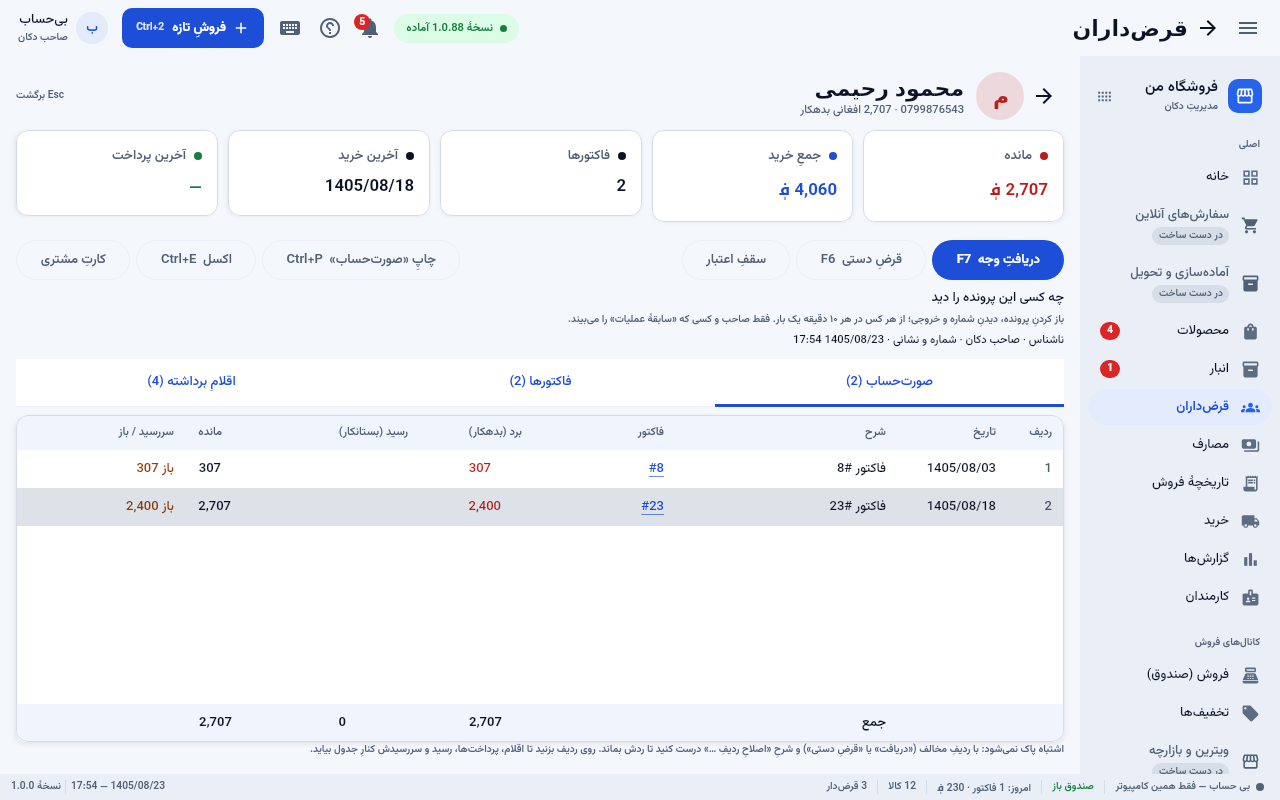 قرض‌داران
نسخهٔ 1.0.88 آماده
5
فروشِ تازه Ctrl+2
ب
بی‌حساب
صاحب دکان
فروشگاه من
مدیریتِ دکان
اصلی
خانه
سفارش‌های آنلاین
در دست ساخت
آماده‌سازی و تحویل
در دست ساخت
محصولات 4
انبار 1
قرض‌داران
مصارف
تاریخچهٔ فروش
خرید
گزارش‌ها
کارمندان
کانال‌های فروش
فروش (صندوق)
تخفیف‌ها
ویترین و بازارچه
در دست ساخت
م
محمود رحیمی
0799876543 · 2,707 افغانی بدهکار
Esc برگشت
مانده
2,707 ؋
جمعِ خرید
4,060 ؋
فاکتورها
2
آخرین خرید
1405/08/18
آخرین پرداخت
—
دریافتِ وجه F7
قرضِ دستی F6
سقفِ اعتبار
چاپِ «صورت‌حساب» Ctrl+P
اکسل Ctrl+E
کارتِ مشتری
چه کسی این پرونده را دید
باز کردنِ پرونده، دیدنِ شماره و خروجی؛ از هر کس در هر ۱۰ دقیقه یک بار. فقط صاحب و کسی که «سابقهٔ عملیات» را می‌بیند.
ناشناس · صاحب دکان · شماره و نشانی · 1405/08/23 17:54
صورت‌حساب (2)
فاکتورها (2)
اقلامِ برداشته (4)
ردیف تاریخ شرح فاکتور برد (بدهکار) رسید (بستانکار) مانده سررسید / باز
1 1405/08/03 فاکتور #8 #8 307 307 باز 307
2 1405/08/18 فاکتور #23 #23 2,400 2,707 باز 2,400
جمع 2,707 0 2,707
اشتباه پاک نمی‌شود: با ردیفِ مخالف («دریافت» یا «قرضِ دستی») و شرحِ «اصلاحِ ردیفِ ...» درست کنید تا ردش بماند. روی ردیف بزنید تا اقلام، پرداخت‌ها، رسید و سررسیدش کنارِ جدول بیاید.
بی حساب — فقط همین کامپیوتر
صندوق باز
امروز: 1 فاکتور · 230 ؋
12 کالا
3 قرض‌دار
1405/08/23 — 17:54
نسخهٔ 1.0.0